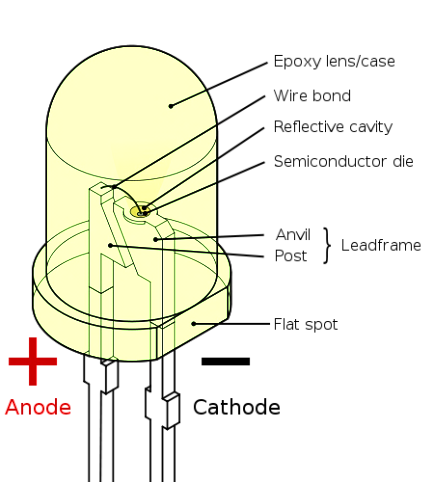 Epoxy lens/case
Wire bond
Reflective cavity
Semiconductor die
Anvil
Post
Leadframe
Flat spot
+
−
Anode
Cathode